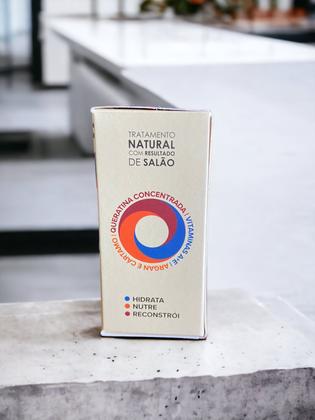 TRATAMENTO
NATURAL
COM RESULTADO
DE SALÃO
QUERATINA CONCENTRADA | VITAMINAS A/E | ARGAN E CÁRTAMO |
HIDRATA
NUTRE
RECONSTRÓI